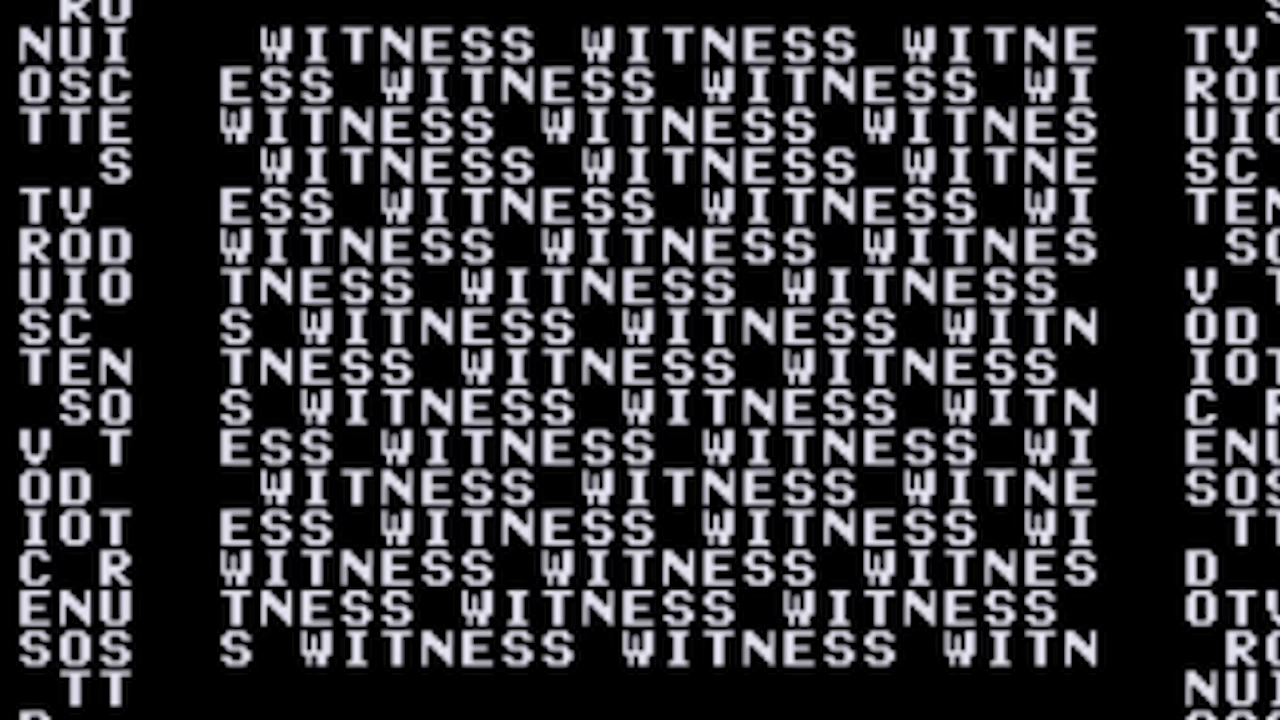 RU
NUI WITNESS WITNESS WITNE TV
OSC ESS WITNESS WITNESS WI ROD
TTE WITNESS WITNESS WITNES UIO
S WITNESS WITNESS WITNE SC
TV ESS WITNESS WITNESS WI TEN
ROD WITNESS WITNESS WITNES SO
UIO TNESS WITNESS WITNESS V T
SC S WITNESS WITNESS WITN OD
TEN TNESS WITNESS WITNESS IOT
SO S WITNESS WITNESS WITN C R
V T ESS WITNESS WITNESS WI ENU
OD WITNESS WITNESS WITNE SOS
IOT ESS WITNESS WITNESS WI TT
C R WITNESS WITNESS WITNES D
ENU TNESS WITNESS WITNESS OTV
SOS S WITNESS WITNESS WITN RO
TT NUI